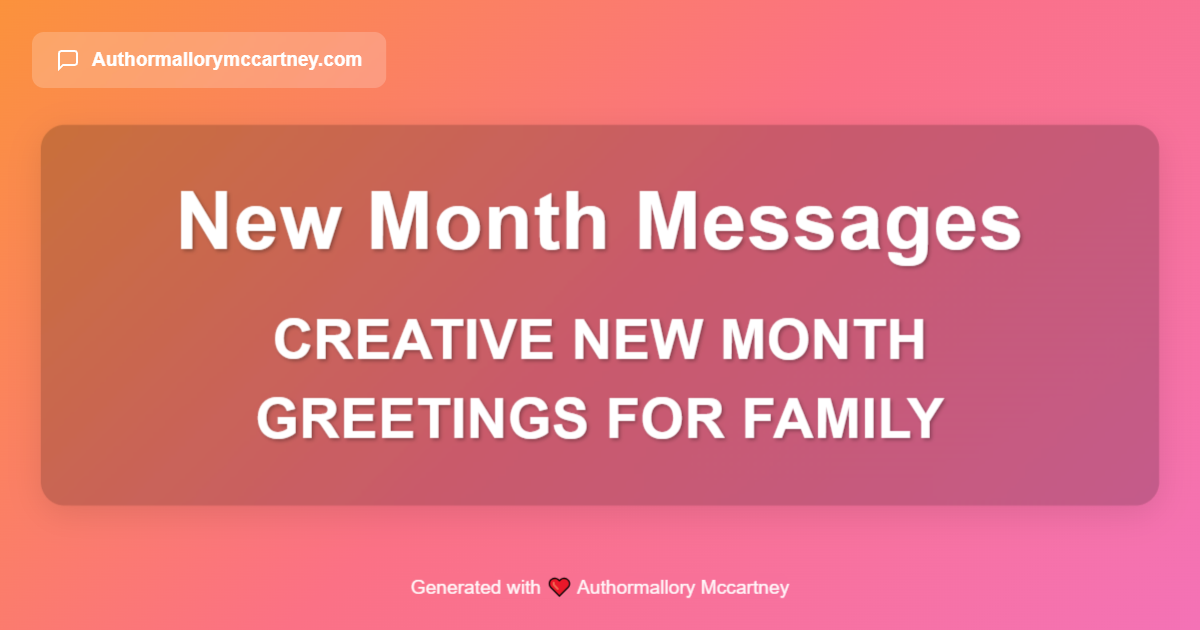 Authormallorymccartney.com
New Month Messages
CREATIVE NEW MONTH
GREETINGS FOR FAMILY
Generated with ❤️ Authormallory Mccartney